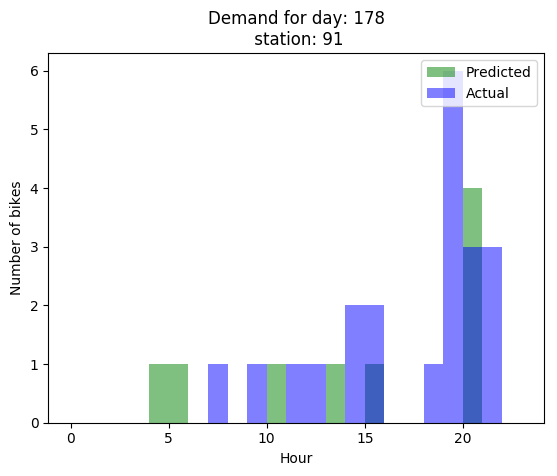 Demand for day: 178
station: 91
Predicted
Actual
6
5
4
3
2
1
0
Number of bikes
0 5 10 15 20
Hour